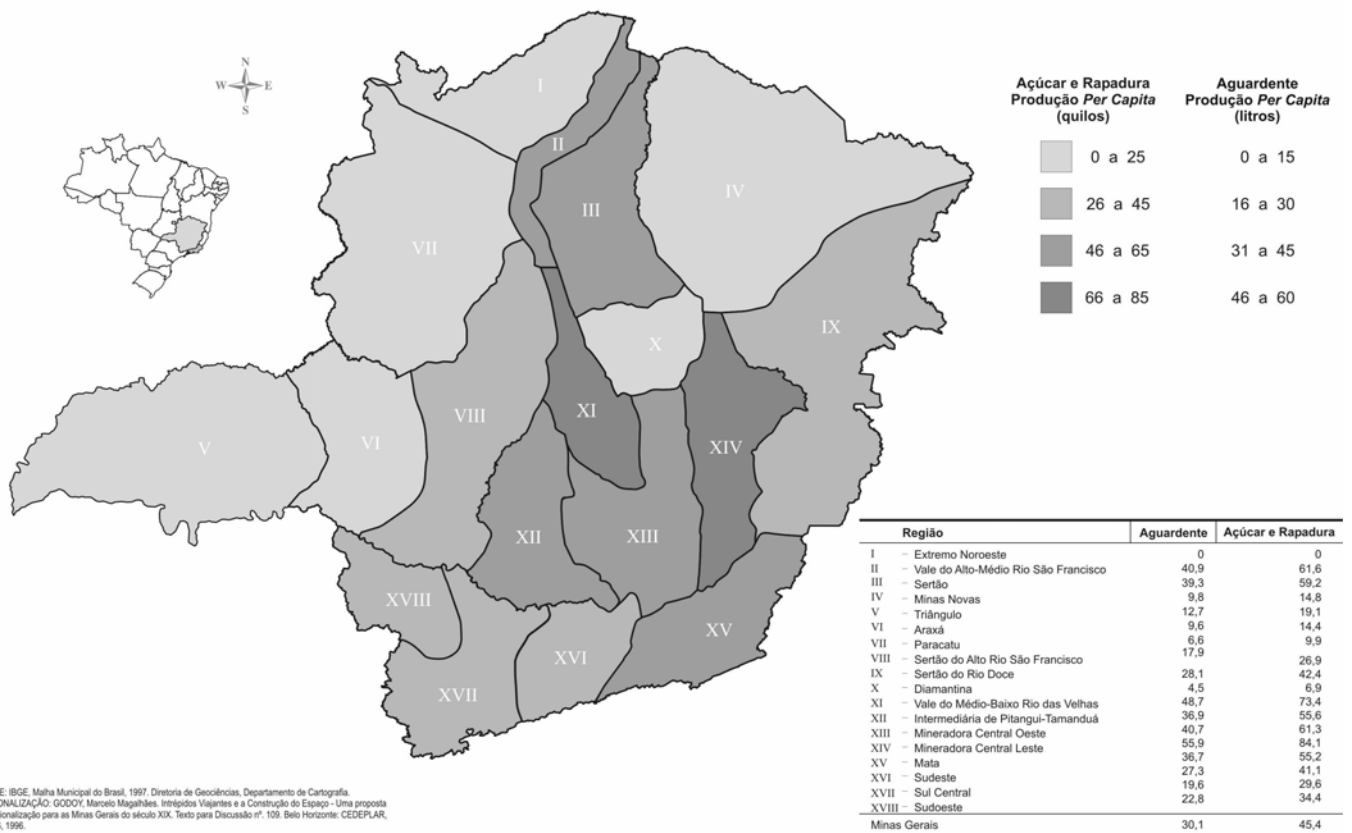 N
W E
S
I
II
III
IV
VII
IX
X
V
VI
VIII
XI
XIV
XII
XIII
XVIII
XV
XVI
XVII
Açúcar e Rapadura
Produção Per Capita
(quilos)
Aguardente
Produção Per Capita
(litros)
0 a 25 0 a 15
26 a 45 16 a 30
46 a 65 31 a 45
66 a 85 46 a 60
Região Aguardente Açúcar e Rapadura
I – Extremo Noroeste 0 0
II – Vale do Alto-Médio Rio São Francisco 40,9 61,6
III – Sertão 39,3 59,2
IV – Minas Novas 9,8 14,8
V – Triângulo 12,7 19,1
VI – Araxá 9,6 14,4
VII – Paracatu 6,6 9,9
VIII – Sertão do Alto Rio São Francisco 17,9 26,9
IX – Sertão do Rio Doce 28,1 42,4
X – Diamantina 4,5 6,9
XI – Vale do Médio-Baixo Rio das Velhas 48,7 73,4
XII – Intermediária de Pitangui-Tamanduá 36,9 55,6
XIII – Mineradora Central Oeste 40,7 61,3
XIV – Mineradora Central Leste 55,9 84,1
XV – Mata 36,7 55,2
XVI – Sudeste 27,3 41,1
XVII – Sul Central 19,6 29,6
XVIII – Sudoeste 22,8 34,4
Minas Gerais 30,1 45,4
E: IBGE, Malha Municipal do Brasil, 1997. Diretoria de Geociências, Departamento de Cartografia.
ONALIZAÇÃO: GODOY, Marcelo Magalhães. Intrépidos Viajantes e a Construção do Espaço - Uma proposta
ionalização para as Minas Gerais do século XIX. Texto para Discussão nº. 109. Belo Horizonte: CEDEPLAR,
, 1996.